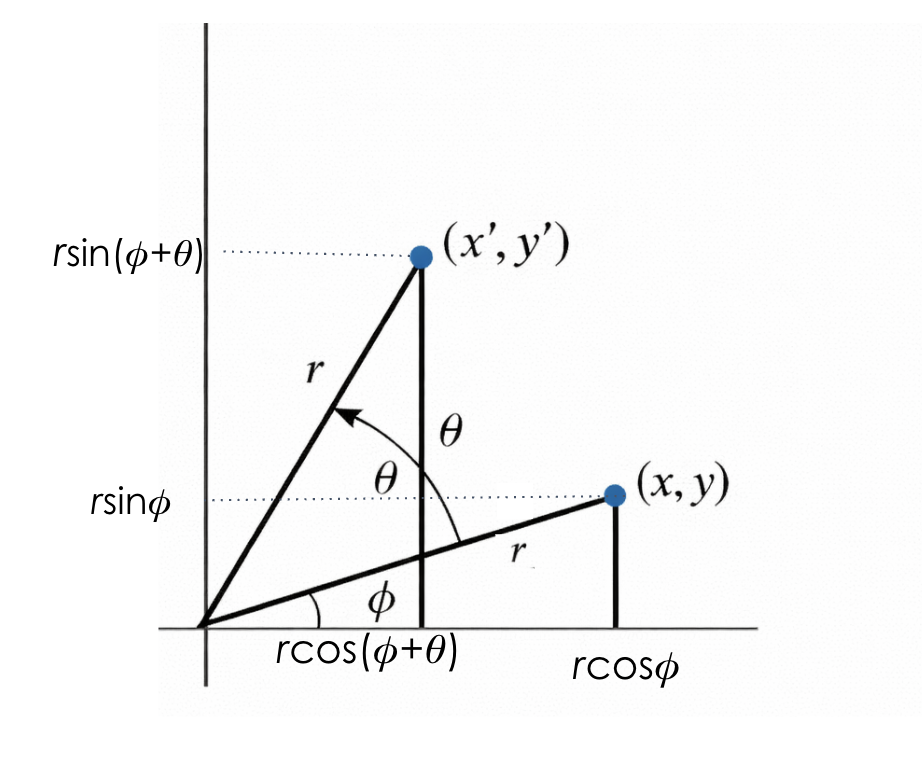 rsin(ϕ+θ)
(x’, y’)
r
θ
θ
rsinϕ
(x, y)
r
ϕ
rcos(ϕ+θ)
rcosϕ